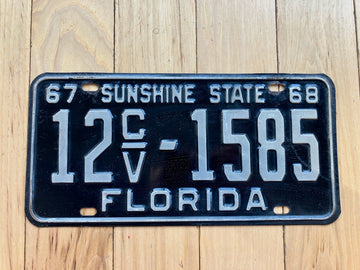 67 SUNSHINE STATE 68
12 C/V-1585
FLORIDA